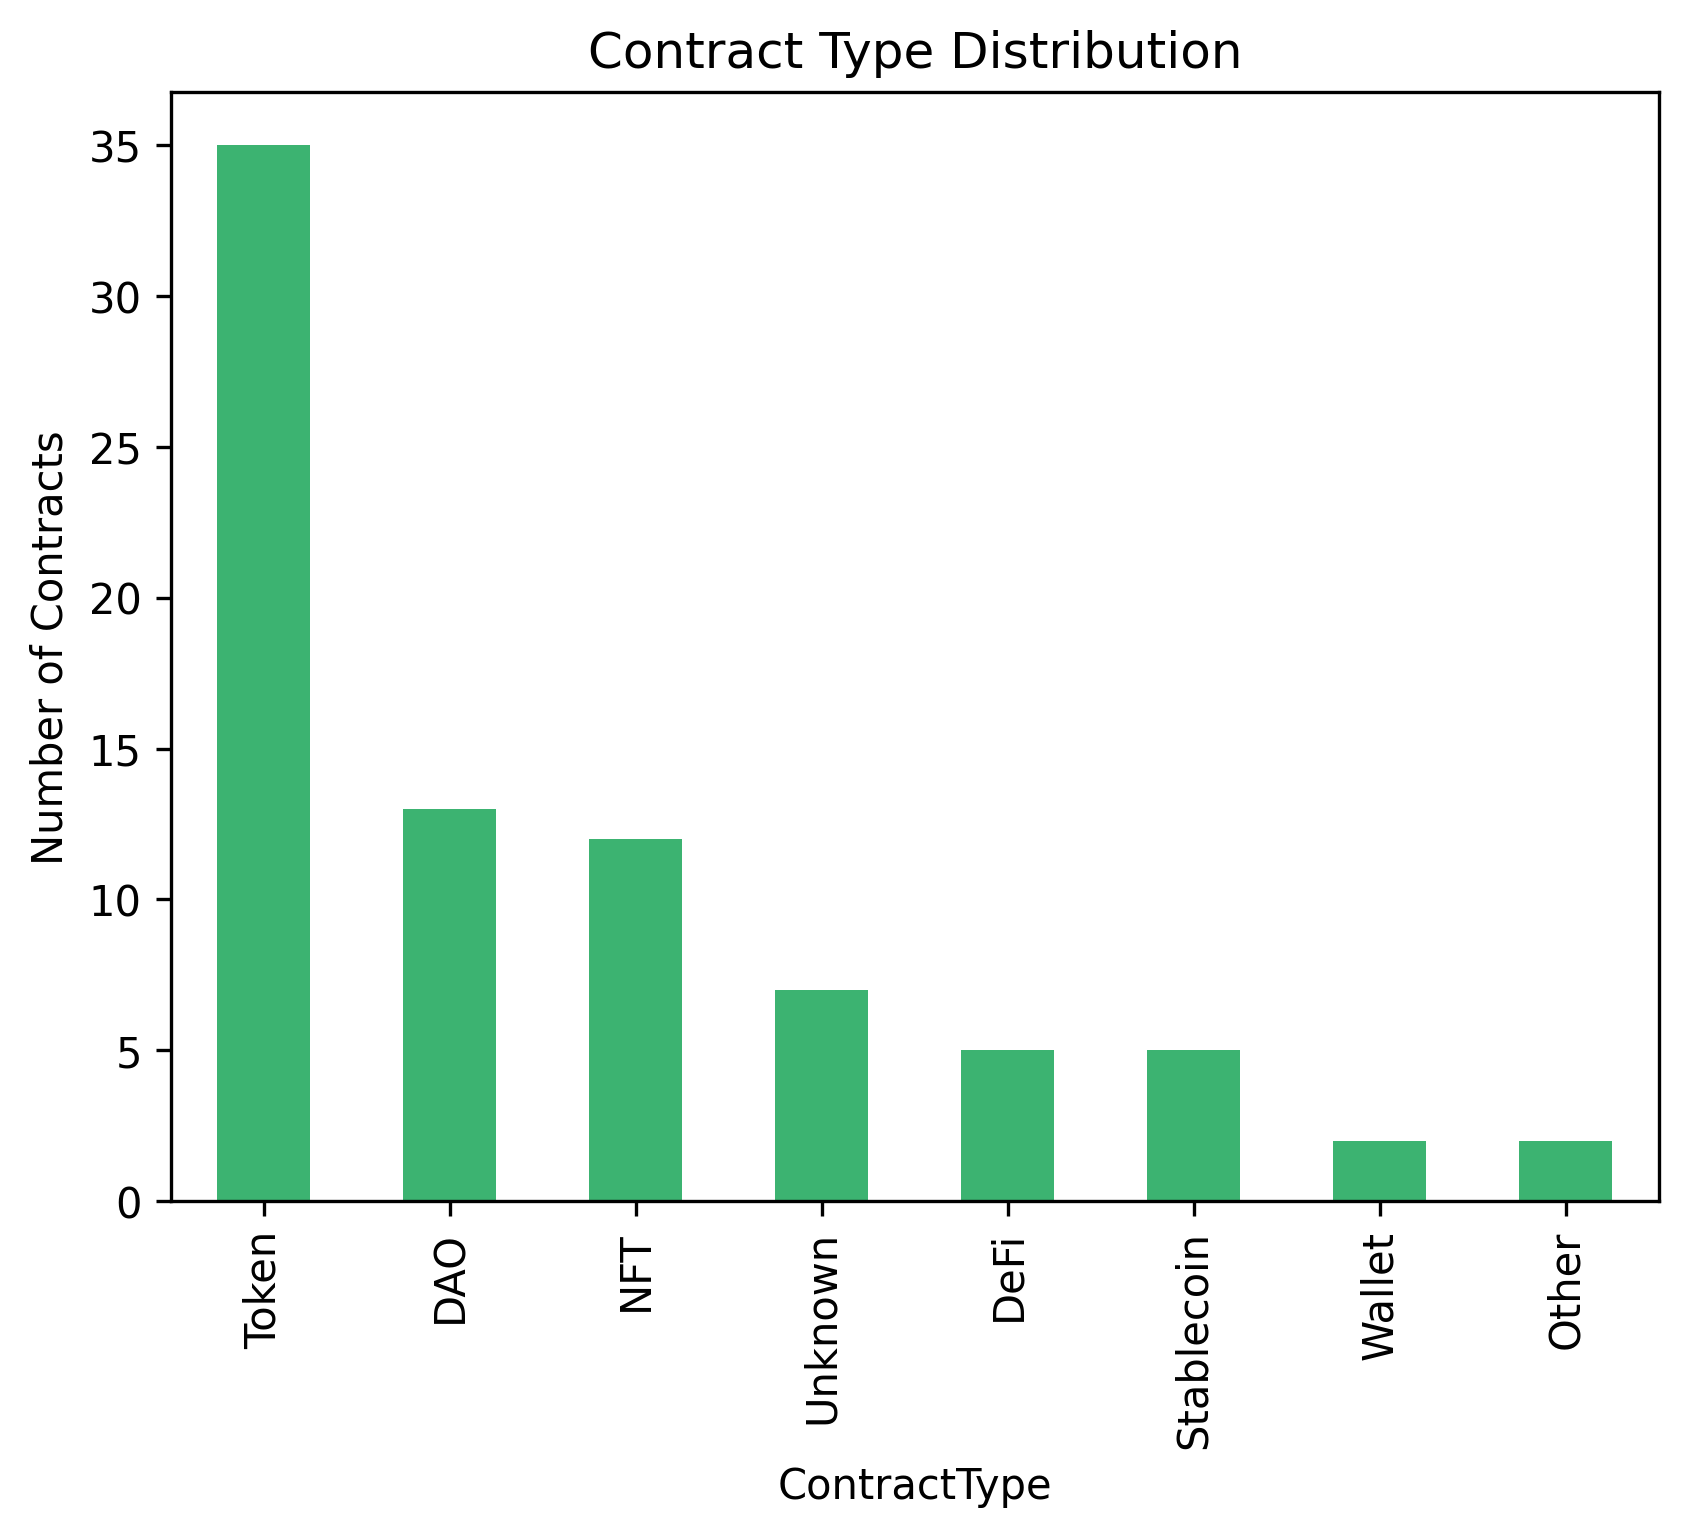 Contract Type Distribution
Number of Contracts
35
30
25
20
15
10
5
0
Token
DAO
NFT
Unknown
DeFi
Stablecoin
Wallet
Other
ContractType